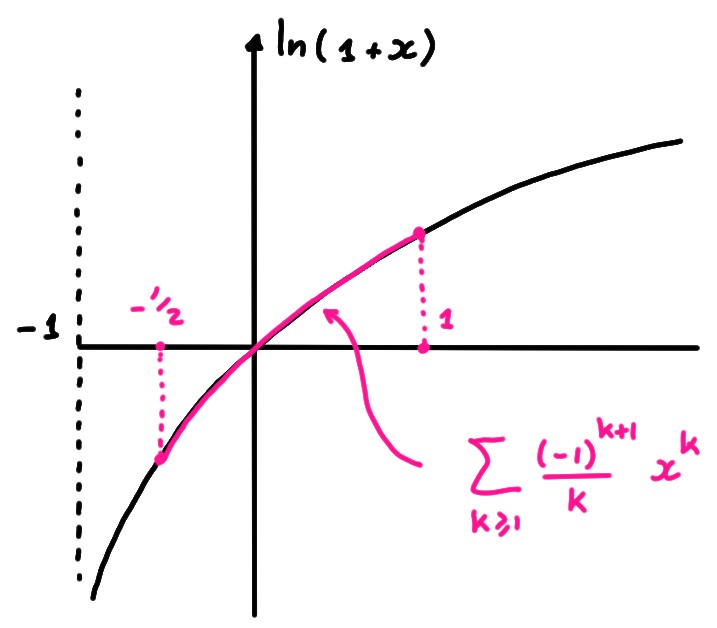 ln(1+x)
-1/2
-1
1
∑ (-1)^{k+1}/k x^k
k≥1